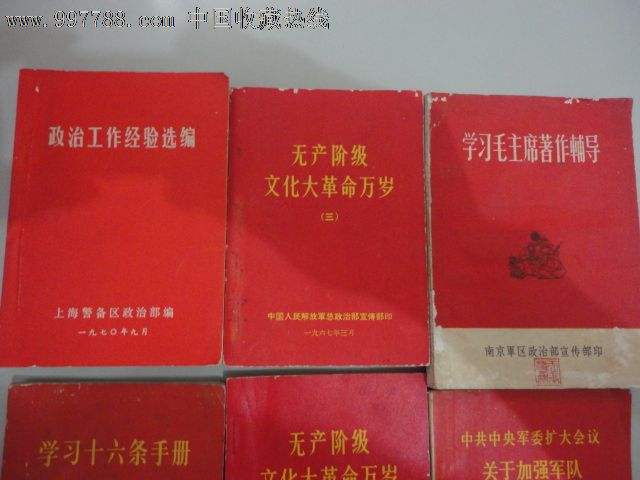 www.997788.com 中国收藏热线
政治工作经验选编
上海警备区政治部编
一九七〇年九月
无产阶级
文化大革命万岁
（三）
中国人民解放軍总政治部宣傳部印
一九六七年三月
学习毛主席著作輔导
南京軍区政治部宣传部印
学习十六条手册
无产阶级
文化大革命万岁
中共中央军委扩大会议
关于加强军队